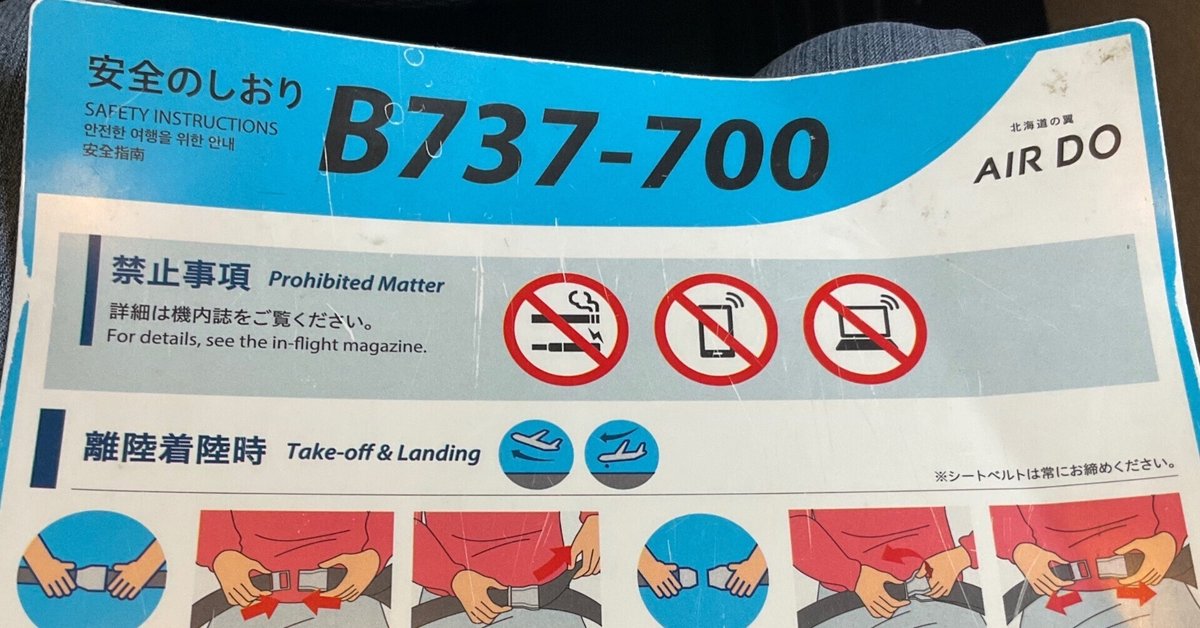 安全のしおり
SAFETY INSTRUCTIONS
안전한 여행을 위한 안내
安全指南
B737-700
北海道の翼
AIR DO
禁止事項 Prohibited Matter
詳細は機内誌をご覧ください。
For details, see the in-flight magazine.
離陸着陸時 Take-off & Landing
※シートベルトは常にお締めください。